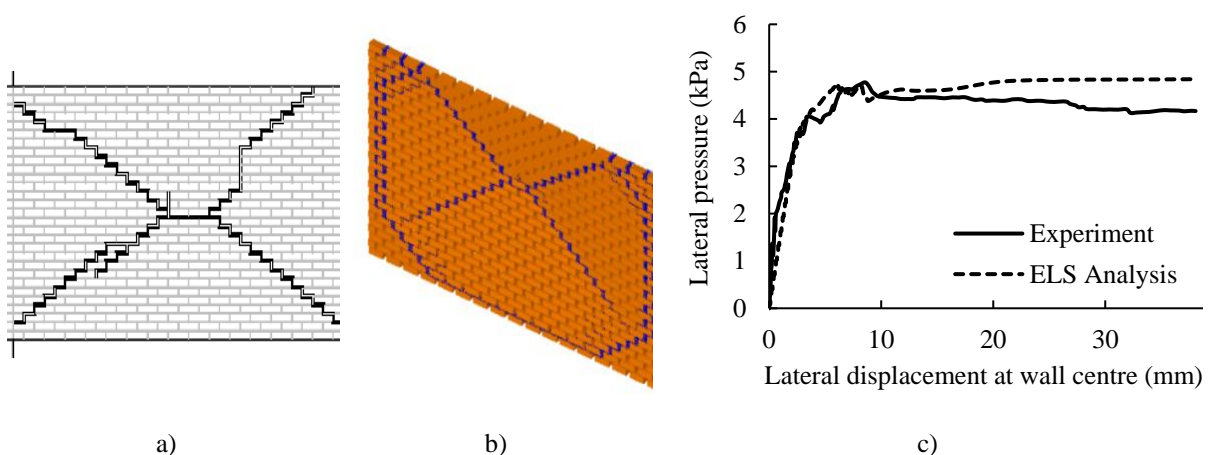 6
5
4
3
2
1
0
Lateral pressure (kPa)
Experiment
ELS Analysis
0 10 20 30
Lateral displacement at wall centre (mm)
a) b) c)